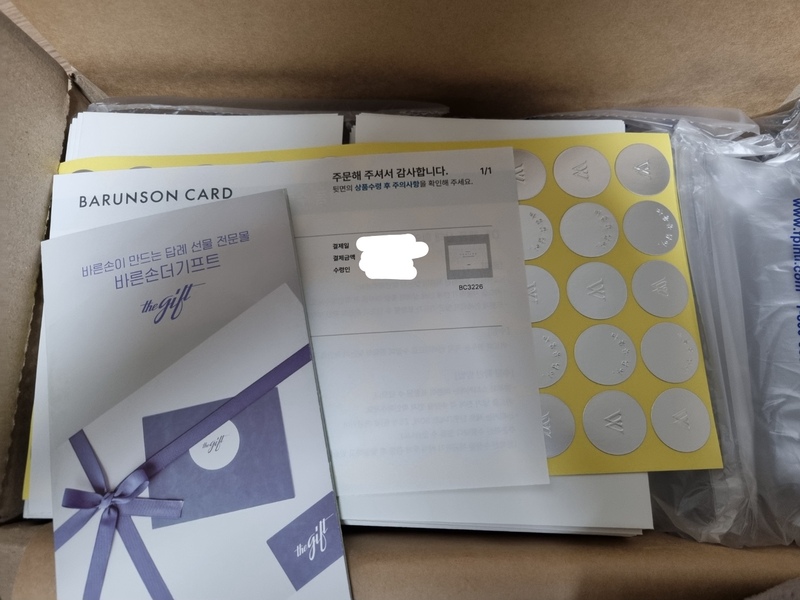 BARUNSON CARD
주문해 주셔서 감사합니다. 1/1
뒷면의 상품수령 후 주의사항을 확인해 주세요.
결제일
결제금액
수령인
BC3226
바른손이 만드는 답례 선물 전문몰
바른손더기프트
the gift
the gift
the gift
W
W
W
W
W
W
W